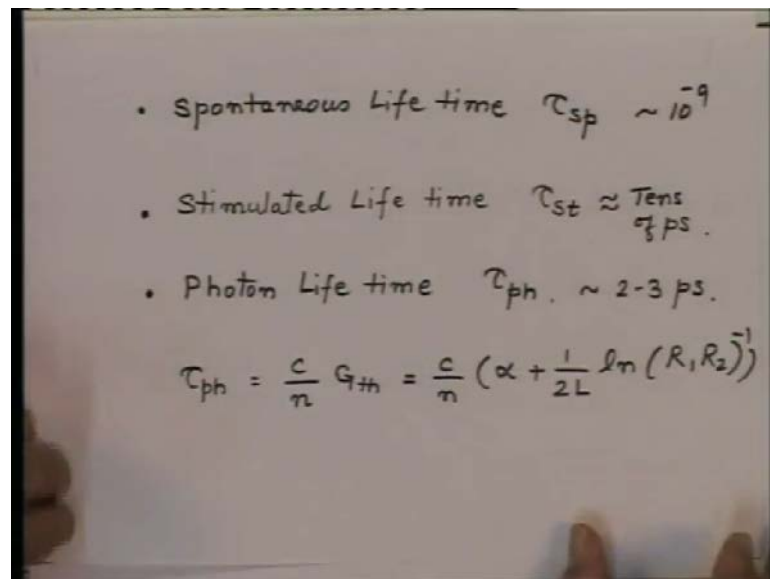 • Spontaneous Life time τsp ~ 10⁻⁹
• Stimulated Life time τst ≈ Tens of ps.
• Photon Life time τph. ~ 2-3 ps.
τph = c/n Gth = c/n (α + 1/2L ln (R₁R₂)⁻¹)